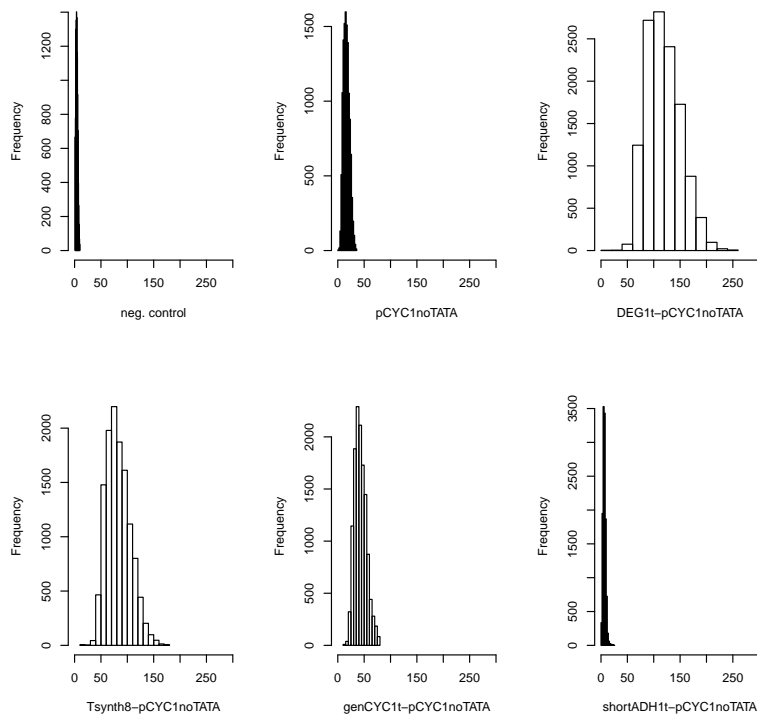 Frequency
0 200 400 600 800 1000 1200
0 50 150 250
neg. control
Frequency
0 500 1000 1500
0 50 150 250
pCYC1noTATA
Frequency
0 500 1000 1500 2000 2500
0 50 150 250
DEG1t–pCYC1noTATA
Frequency
0 500 1000 1500 2000
0 50 150 250
Tsynth8–pCYC1noTATA
Frequency
0 500 1000 1500 2000
0 50 150 250
genCYC1t–pCYC1noTATA
Frequency
0 500 1500 2500 3500
0 50 150 250
shortADH1t–pCYC1noTATA